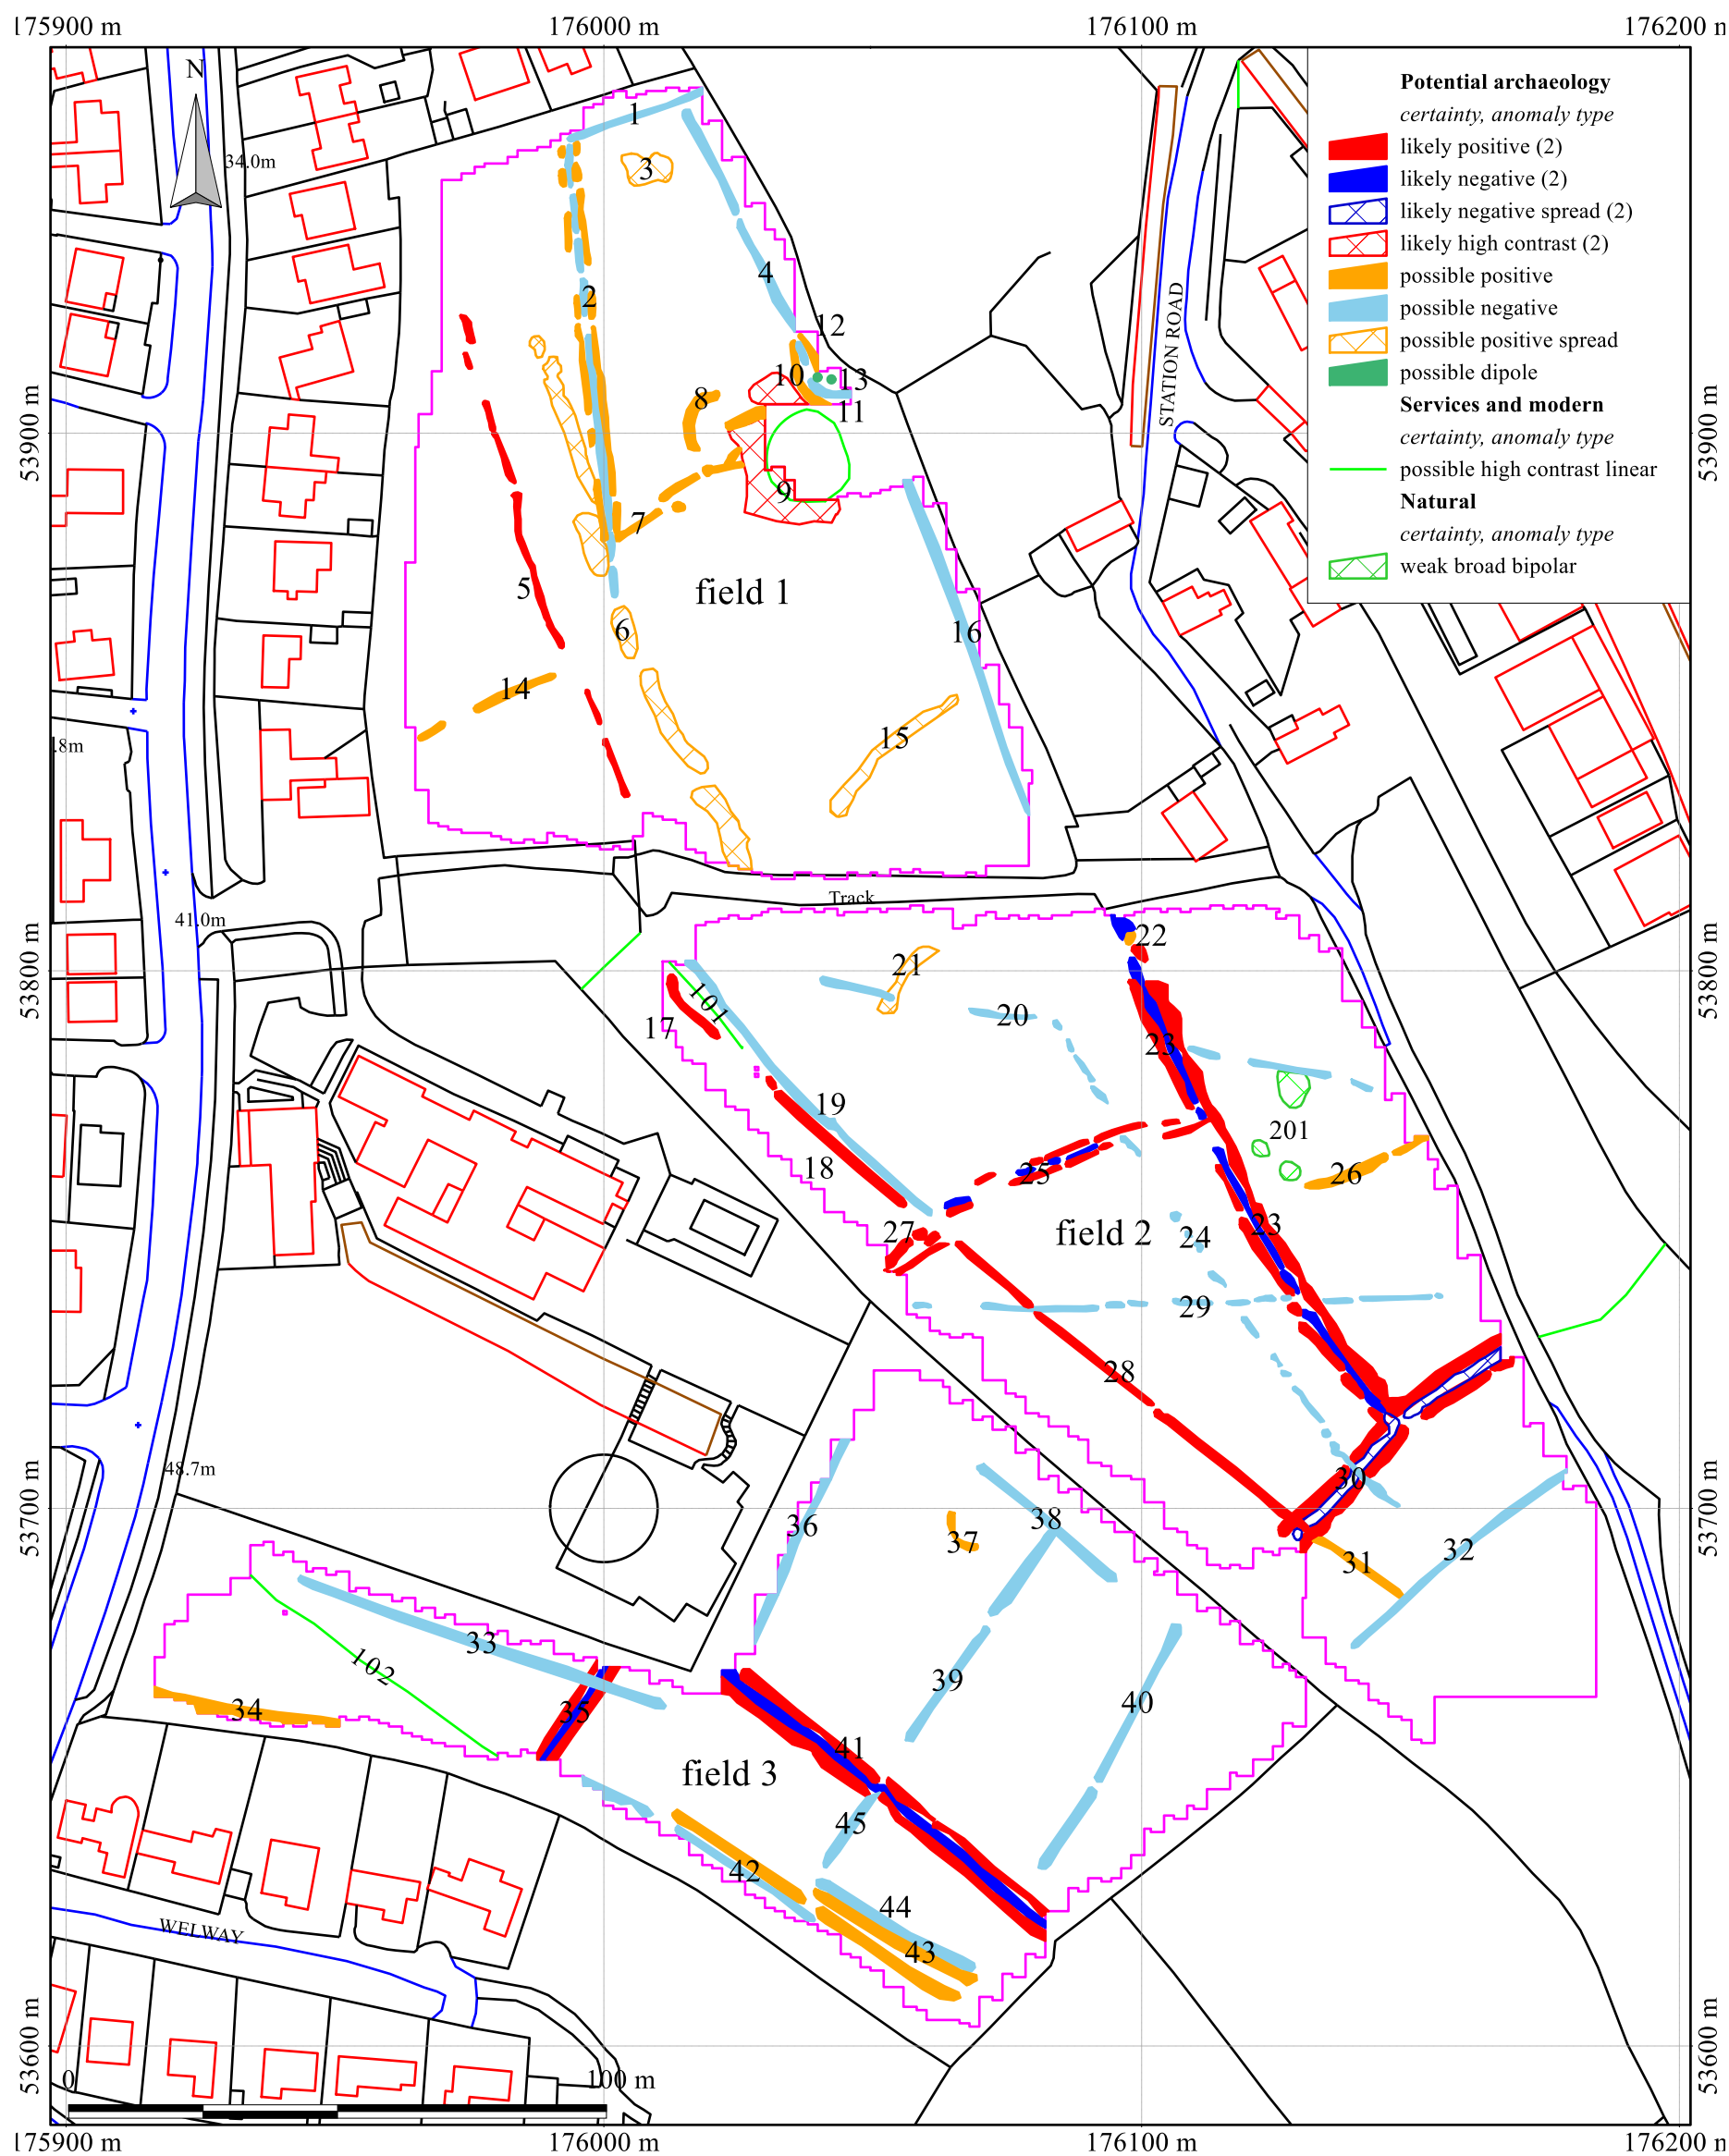 175900 m
176000 m
176100 m
176200 m
N
34.0m
Potential archaeology
certainty, anomaly type
likely positive (2)
likely negative (2)
likely negative spread (2)
likely high contrast (2)
possible positive
possible negative
possible positive spread
possible dipole
Services and modern
certainty, anomaly type
possible high contrast linear
Natural
certainty, anomaly type
weak broad bipolar
1
3
4
2
12
10
13
11
8
STATION ROAD
53900 m
53900 m
9
7
5
field 1
6
16
14
15
.8m
Track
41.0m
22
21
53800 m
53800 m
101
17
20
23
19
201
18
25
26
27
field 2
24
23
29
28
48.7m
30
53700 m
53700 m
36
37
38
31
32
33
102
34
35
39
40
41
field 3
45
42
44
43
WELWAY
53600 m
53600 m
0
100 m
175900 m
176000 m
176100 m